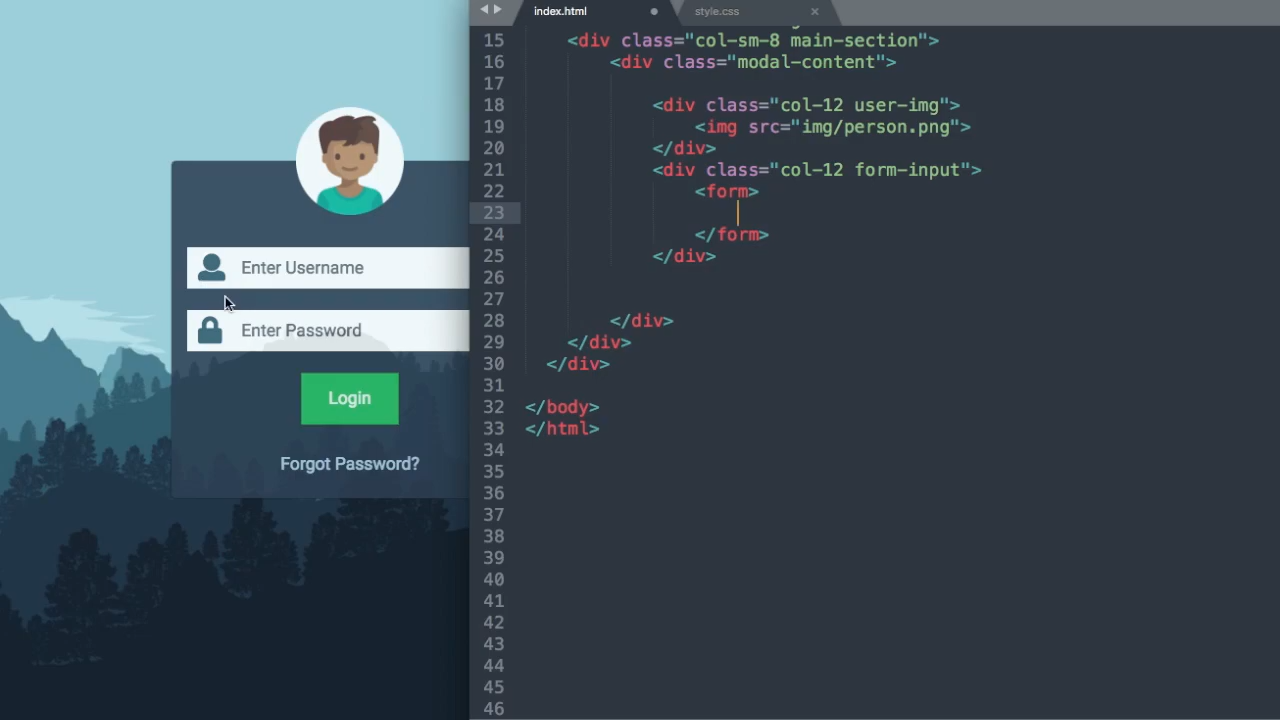 index.html
style.css
15 <div class="col-sm-8 main-section">
16 <div class="modal-content">
17
18 <div class="col-12 user-img">
19 <img src="img/person.png">
20 </div>
21 <div class="col-12 form-input">
22 <form>
23
24 </form>
25 </div>
26
27
28 </div>
29 </div>
30 </div>
31
32 </body>
33 </html>
34
35
36
37
38
39
40
41
42
43
44
45
46
Enter Username
Enter Password
Login
Forgot Password?